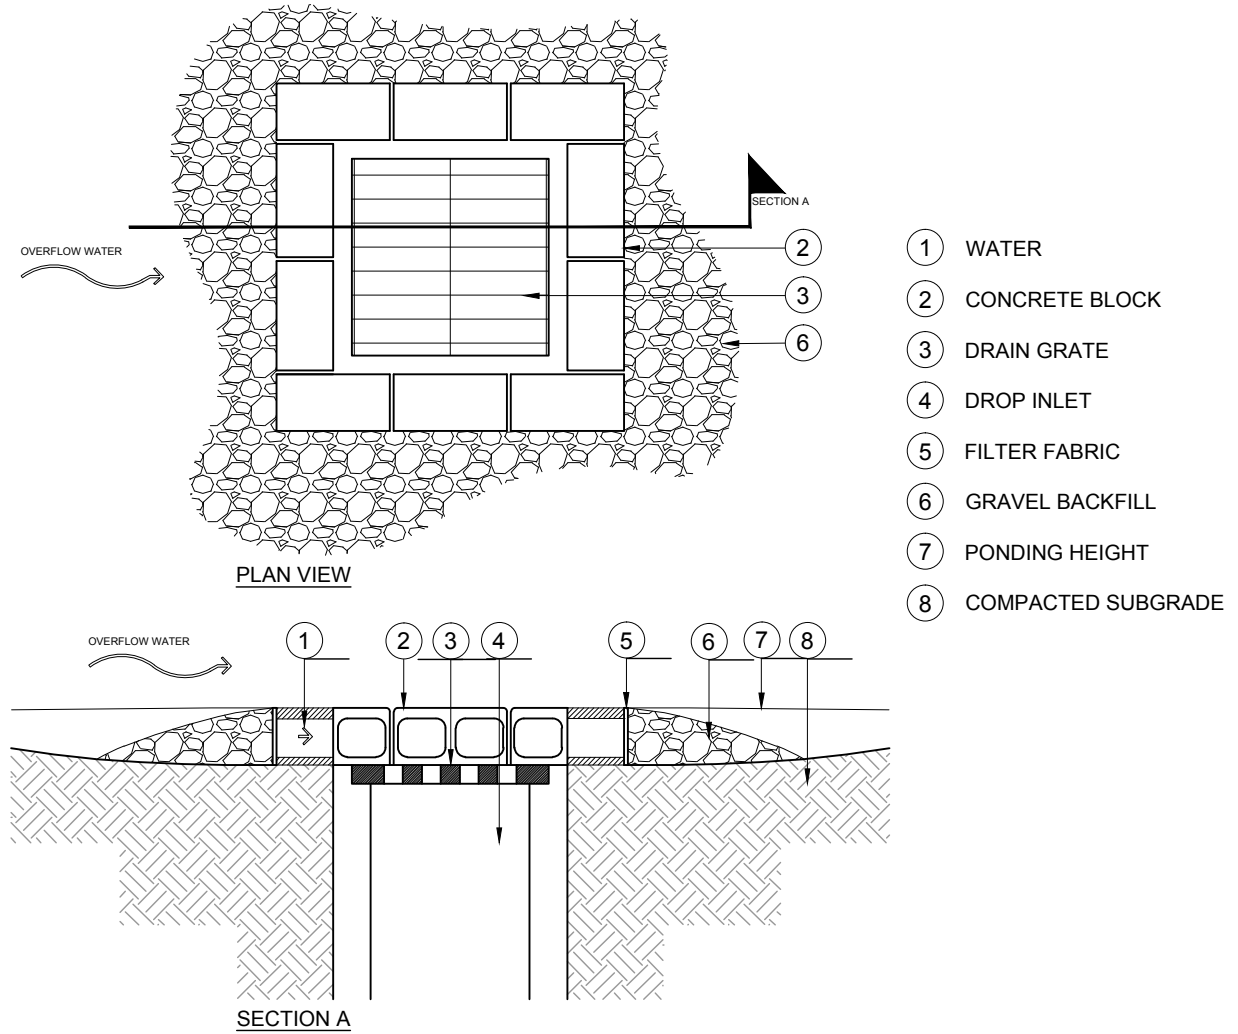 SECTION A
OVERFLOW WATER
2
3
6
PLAN VIEW
1 WATER
2 CONCRETE BLOCK
3 DRAIN GRATE
4 DROP INLET
5 FILTER FABRIC
6 GRAVEL BACKFILL
7 PONDING HEIGHT
8 COMPACTED SUBGRADE
OVERFLOW WATER
1 2 3 4 5 6 7 8
SECTION A